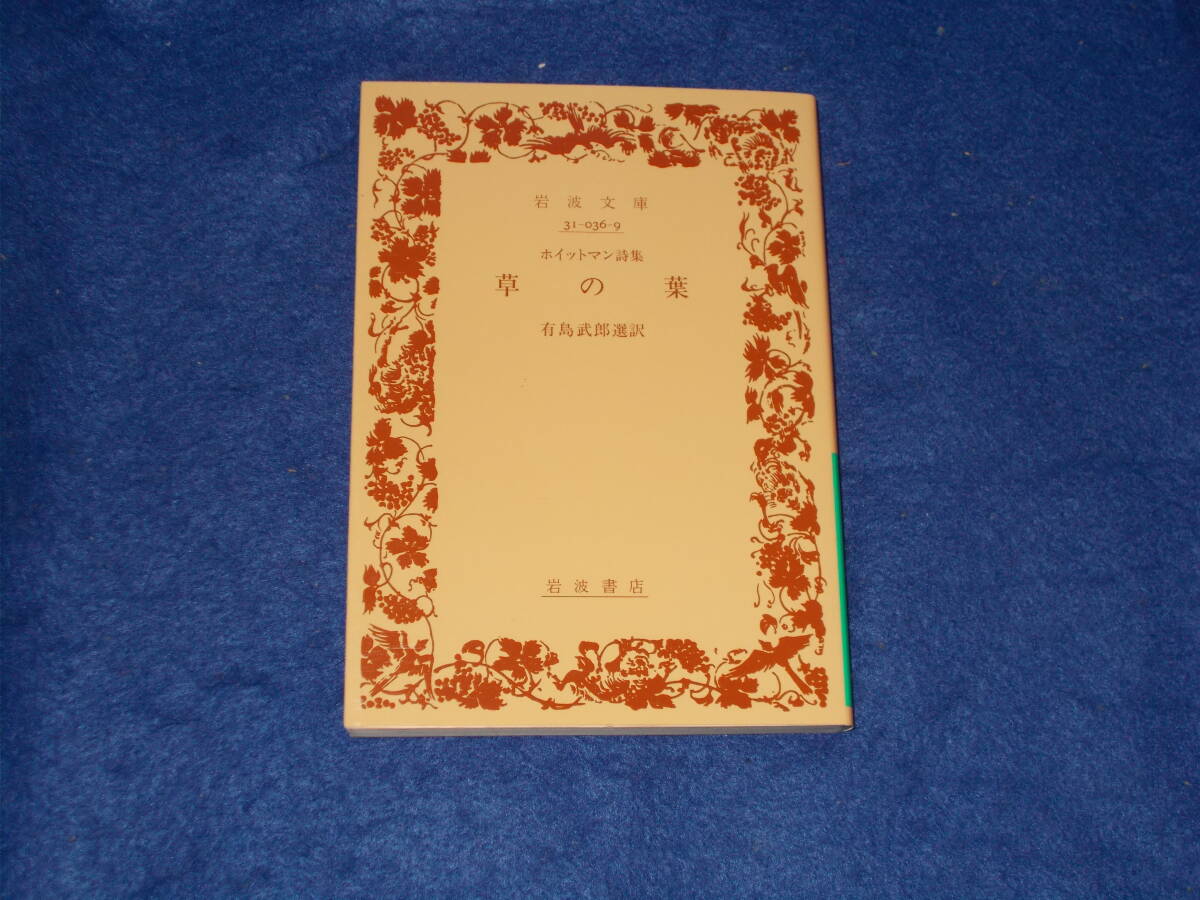 岩波文庫
31-036-9
ホイットマン詩集
草の葉
有島武郎選訳
岩波書店